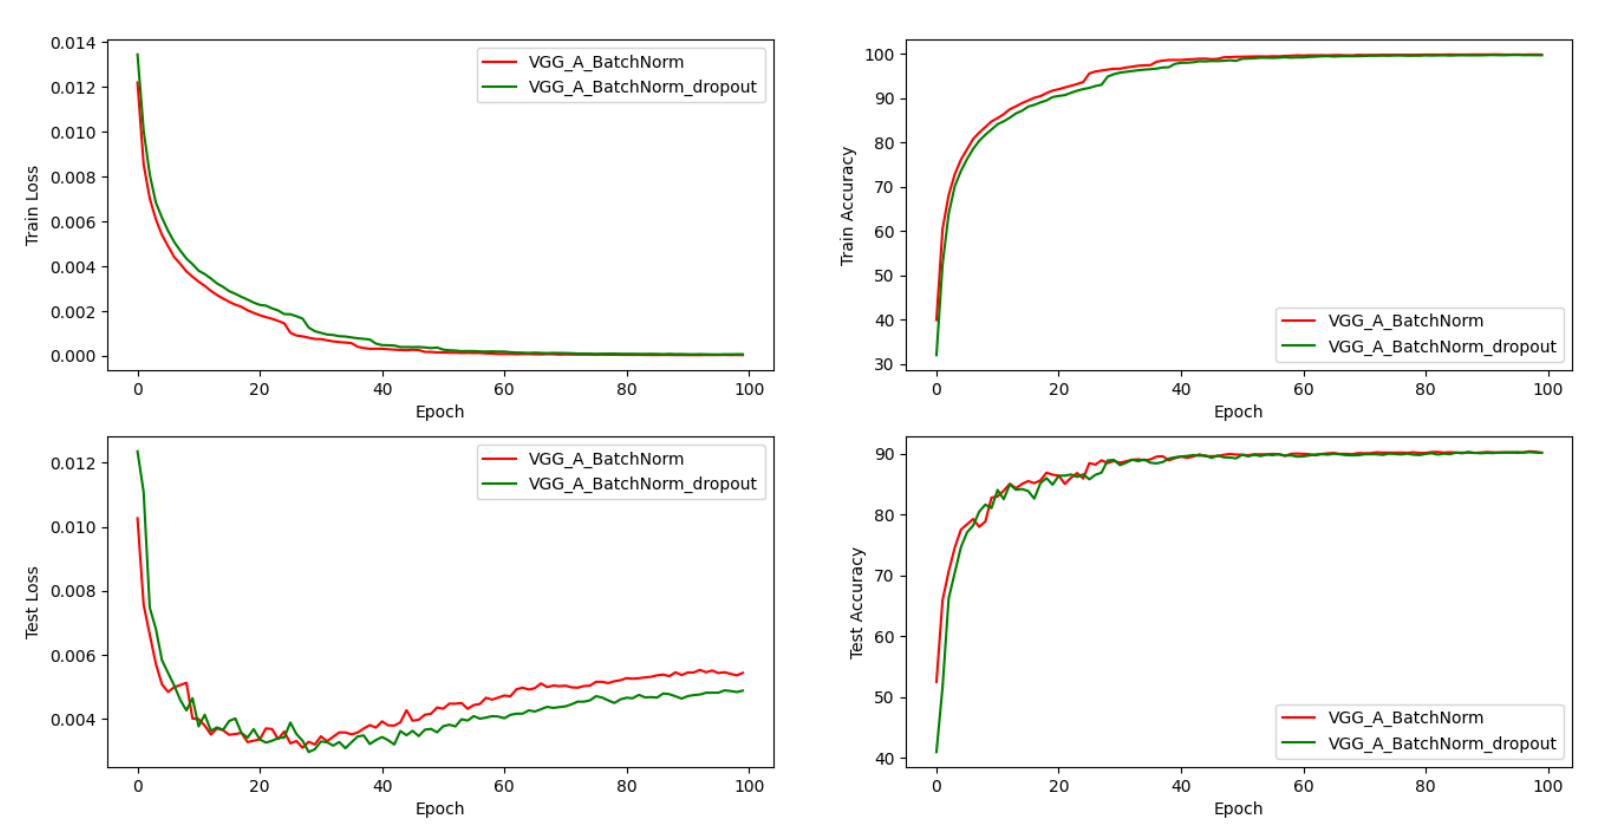 0.014
0.012
0.010
0.008
0.006
0.004
0.002
0.000
Train Loss
VGG_A_BatchNorm
VGG_A_BatchNorm_dropout
0 20 40 60 80 100
Epoch
100
90
80
70
60
50
40
30
Train Accuracy
VGG_A_BatchNorm
VGG_A_BatchNorm_dropout
0 20 40 60 80 100
Epoch
0.012
0.010
0.008
0.006
0.004
Test Loss
VGG_A_BatchNorm
VGG_A_BatchNorm_dropout
0 20 40 60 80 100
Epoch
90
80
70
60
50
40
Test Accuracy
VGG_A_BatchNorm
VGG_A_BatchNorm_dropout
0 20 40 60 80 100
Epoch